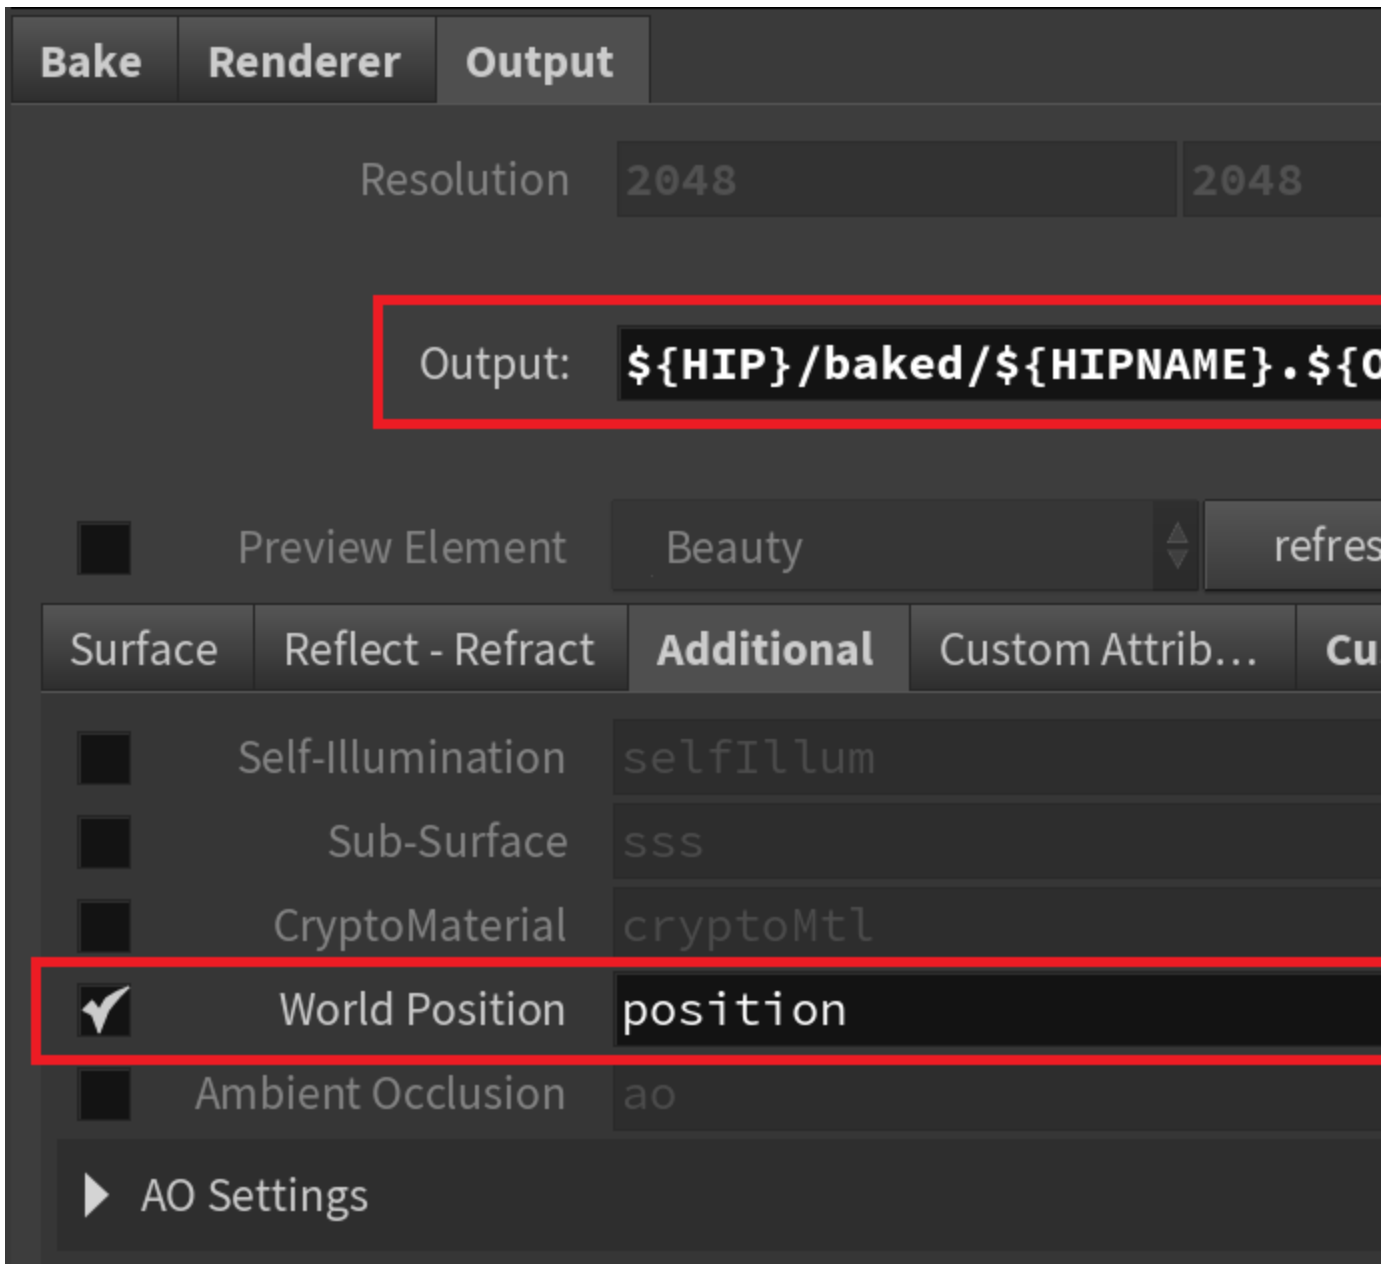 Bake Renderer Output
Resolution 2048 2048
Output: ${HIP}/baked/${HIPNAME}.${O
Preview Element Beauty refres
Surface Reflect - Refract Additional Custom Attrib... Cu
Self-Illumination selfIllum
Sub-Surface sss
CryptoMaterial cryptoMtl
World Position position
Ambient Occlusion ao
AO Settings